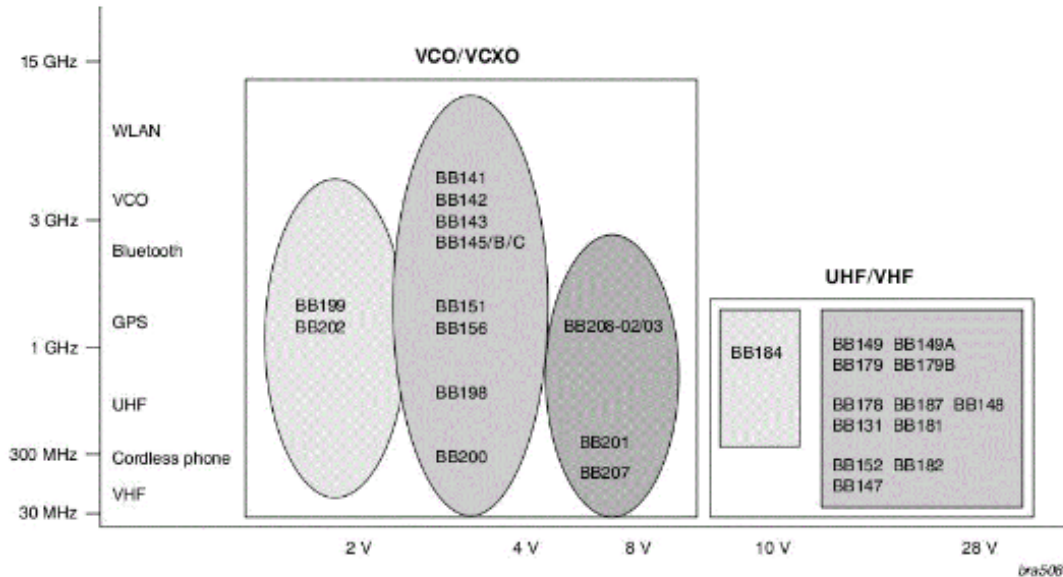 VCO/VCXO
15 GHz
WLAN
BB141
VCO
BB142
3 GHz
BB143
BB145/B/C
Bluetooth
UHF/VHF
BB199
BB151
GPS
BB202
BB156
BB208-02/03
1 GHz
BB184
BB149 BB149A
BB179 BB179B
UHF
BB198
BB178 BB187 BB148
BB131 BB181
300 MHz
Cordless phone
BB200
BB201
BB207
BB152 BB182
VHF
BB147
30 MHz
2 V
4 V
8 V
10 V
28 V